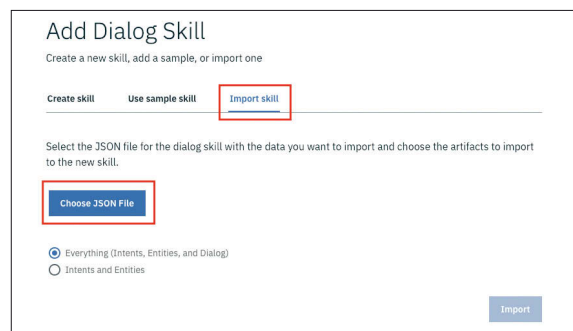 Add Dialog Skill
Create a new skill, add a sample, or import one
Create skill Use sample skill Import skill
Select the JSON file for the dialog skill with the data you want to import and choose the artifacts to import
to the new skill.
Choose JSON File
Everything (Intents, Entities, and Dialog)
Intents and Entities
Import